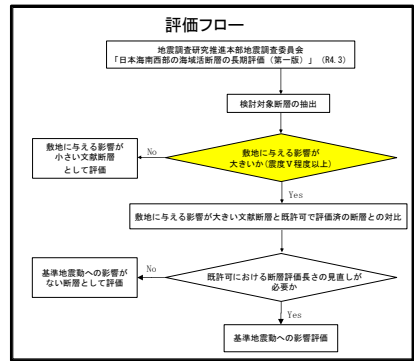 評価フロー
地震調査研究推進本部地震調査委員会
「日本海南西部の海域活断層の長期評価（第一版）」（R4.3）
検討対象断層の抽出
敷地に与える影響が
大きいか（震度Ⅴ程度以上）
No
敷地に与える影響が
小さい文献断層
として評価
Yes
敷地に与える影響が大きい文献断層と既許可で評価済の断層との対比
既許可における断層評価長さの見直しが
必要か
No
基準地震動への影響が
ない断層として評価
Yes
基準地震動への影響評価